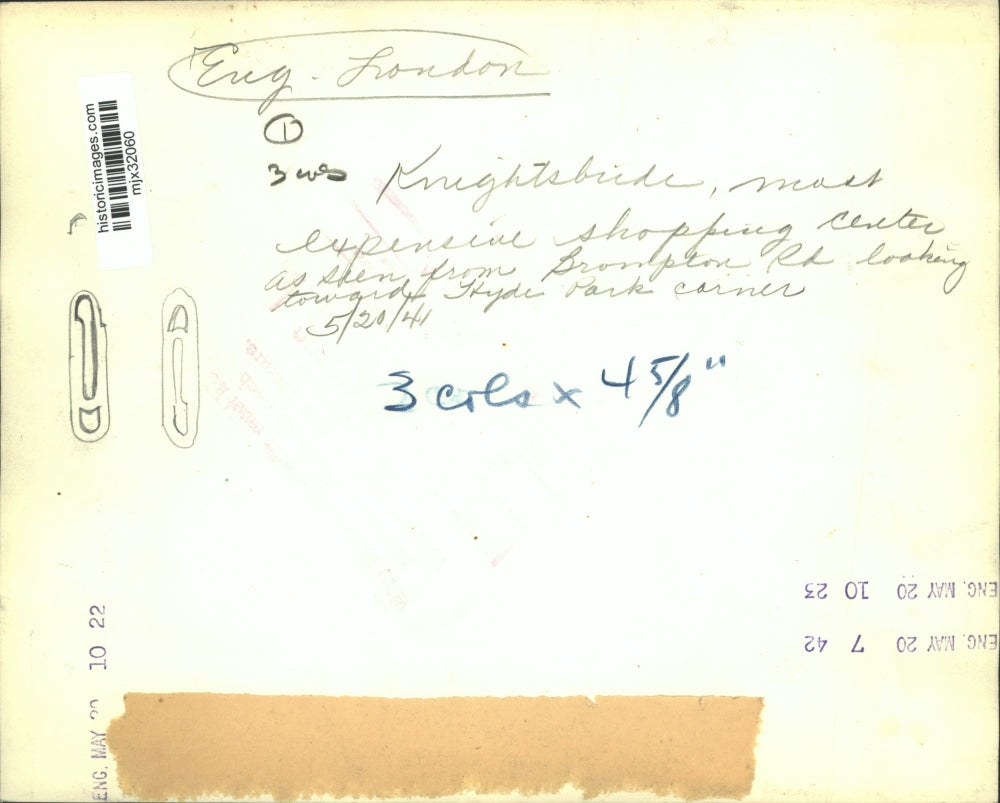 Eng. London
1
3 cols Knightsbride, most
expensive shopping center
as seen from Brompton Rd looking
toward Hyde Park corner
5/20/41
3 cols x 4 5/8"
historicimages.com
mjx32060
ENG. MAY 20 10 23
ENG. MAY 20 7 42
ENG. MAY 20 10 22